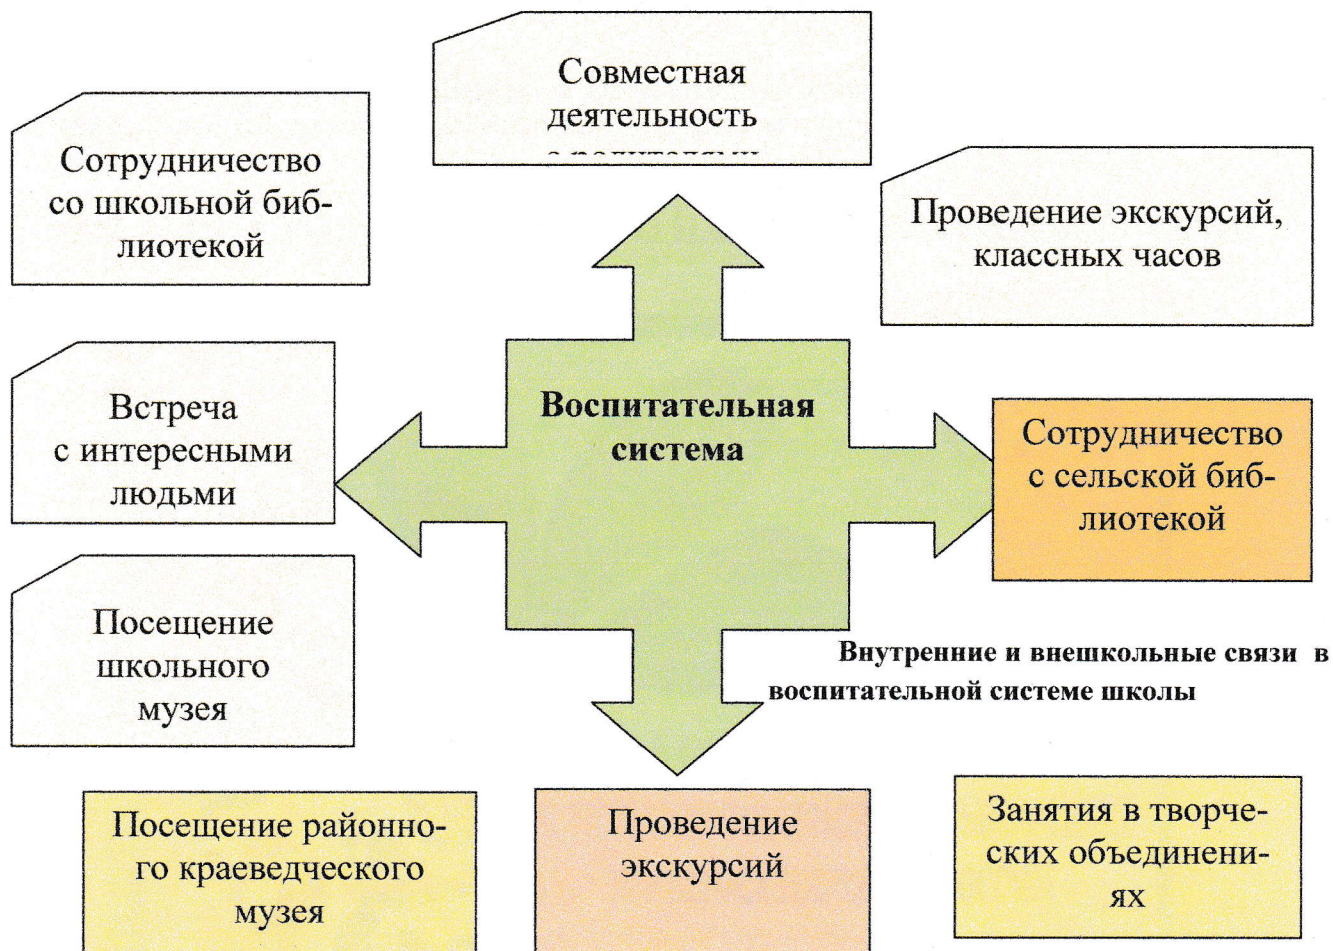 Совместная
деятельность
с родителями
Сотрудничество
со школьной биб-
лиотекой
Проведение экскурсий,
классных часов
Встреча
с интересными
людьми
Воспитательная
система
Сотрудничество
с сельской биб-
лиотекой
Посещение
школьного
музея
Внутренние и внешкольные связи в
воспитательной системе школы
Посещение районно-
го краеведческого
музея
Проведение
экскурсий
Занятия в творче-
ских объединени-
ях